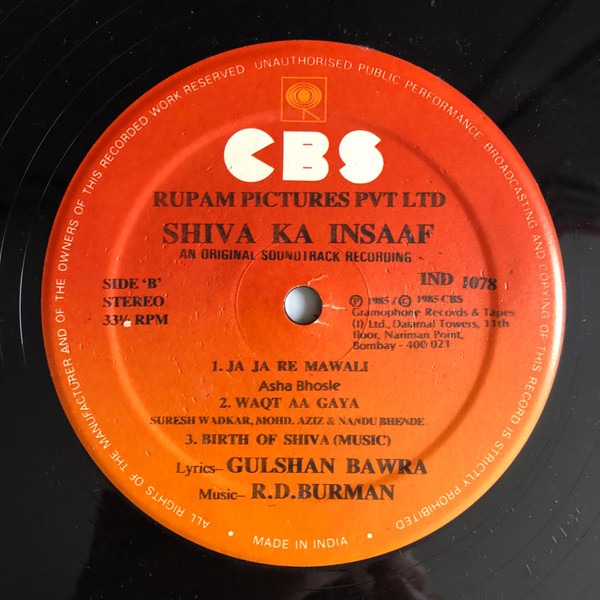 ALL RIGHTS OF THE MANUFACTURER AND OF THE OWNERS OF THIS RECORDED WORK RESERVED UNAUTHORISED PUBLIC PERFORMANCE BROADCASTING AND COPYING OF THIS RECORD IS STRICTLY PROHIBITED
CBS
RUPAM PICTURES PVT LTD
SHIVA KA INSAAF
AN ORIGINAL SOUNDTRACK RECORDING
SIDE 'B'
STEREO
33⅓ RPM
IND 1078
Ⓟ 1985 / © 1985 CBS
Gramophone Records & Tapes
(I) Ltd., Dalamal Towers, 11th
floor, Nariman Point,
Bombay - 400 021
1. JA JA RE MAWALI
Asha Bhosle
2. WAQT AA GAYA
SURESH WADKAR, MOHD. AZIZ & NANDU BHENDE
3. BIRTH OF SHIVA (MUSIC)
Lyrics– GULSHAN BAWRA
Music– R.D.BURMAN
• MADE IN INDIA •